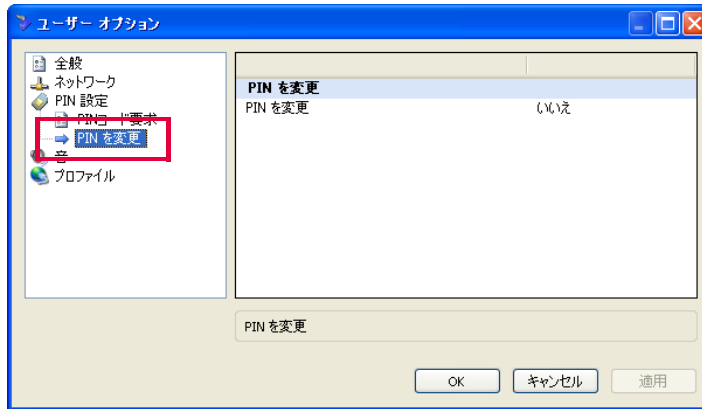 ユーザー オプション
全般
ネットワーク
PIN 設定
PINコード要求
PIN を変更
音
プロファイル
PIN を変更
PIN を変更 いいえ
PIN を変更
OK キャンセル 適用